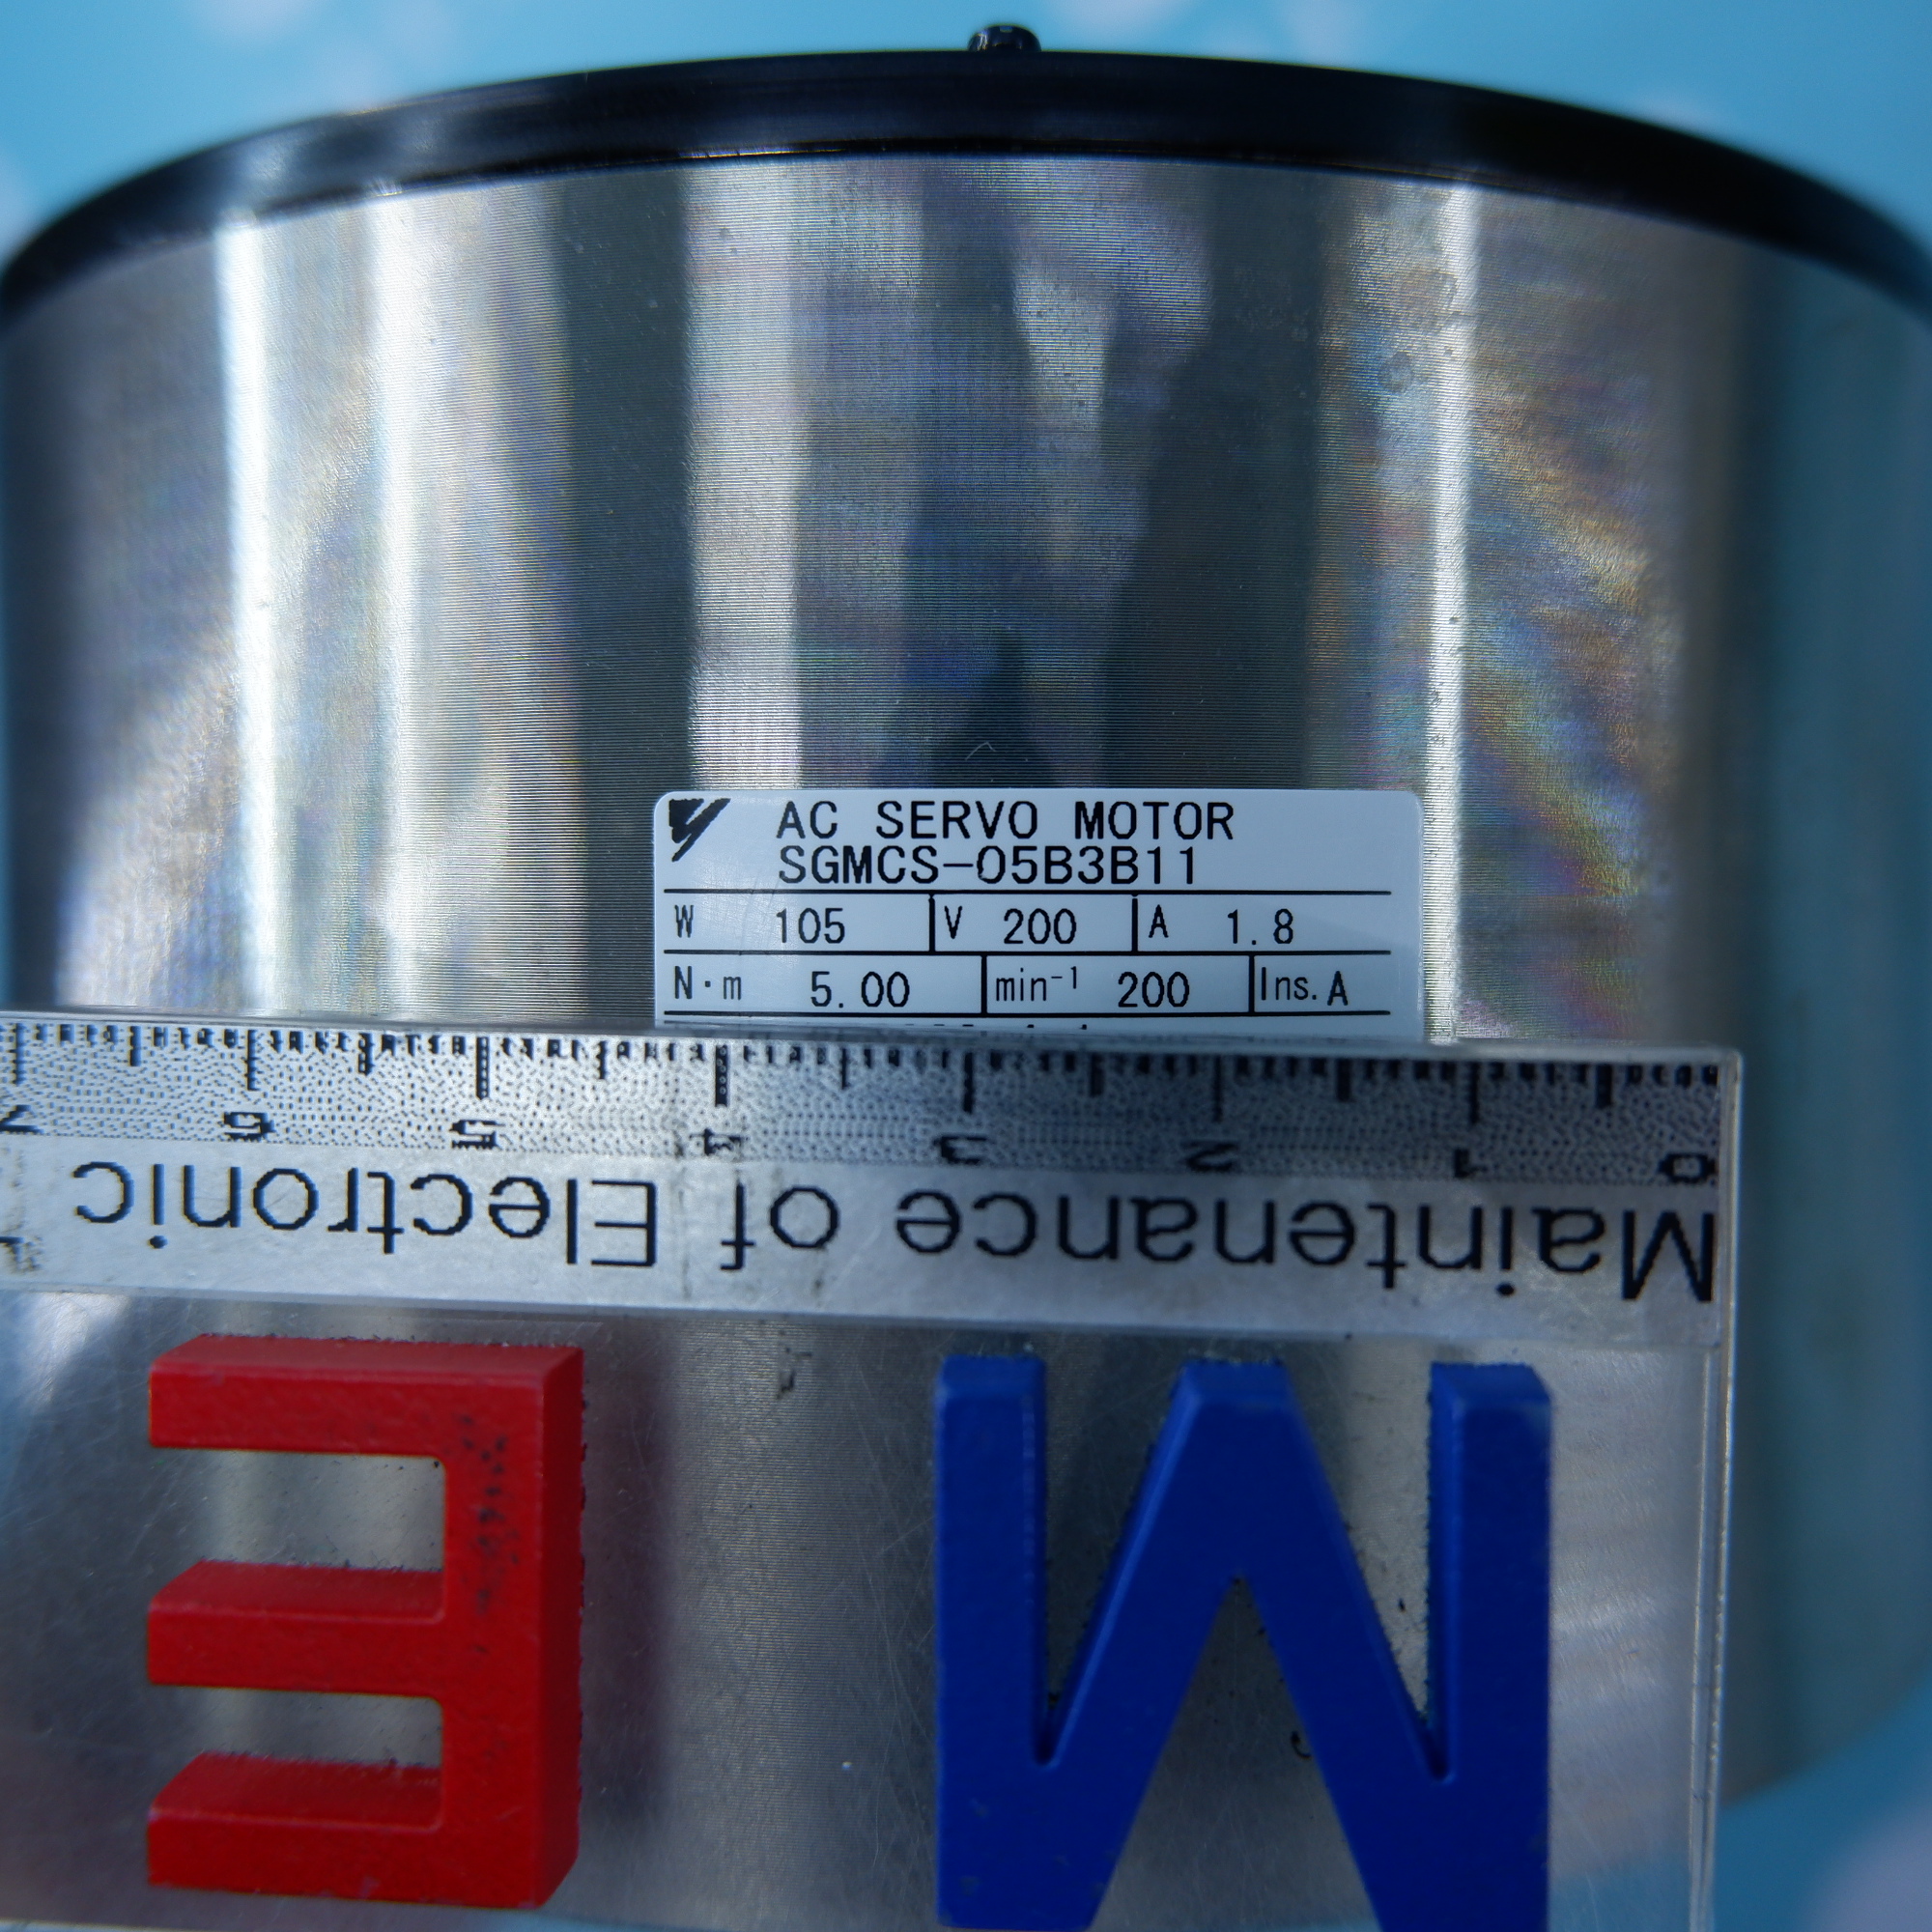 AC SERVO MOTOR
SGMCS-05B3B11
W 105 V 200 A 1.8
N·m 5.00 min⁻¹ 200 Ins. A
7 6 5 4 3 2 1 0
Maintenance of Electronic
ME